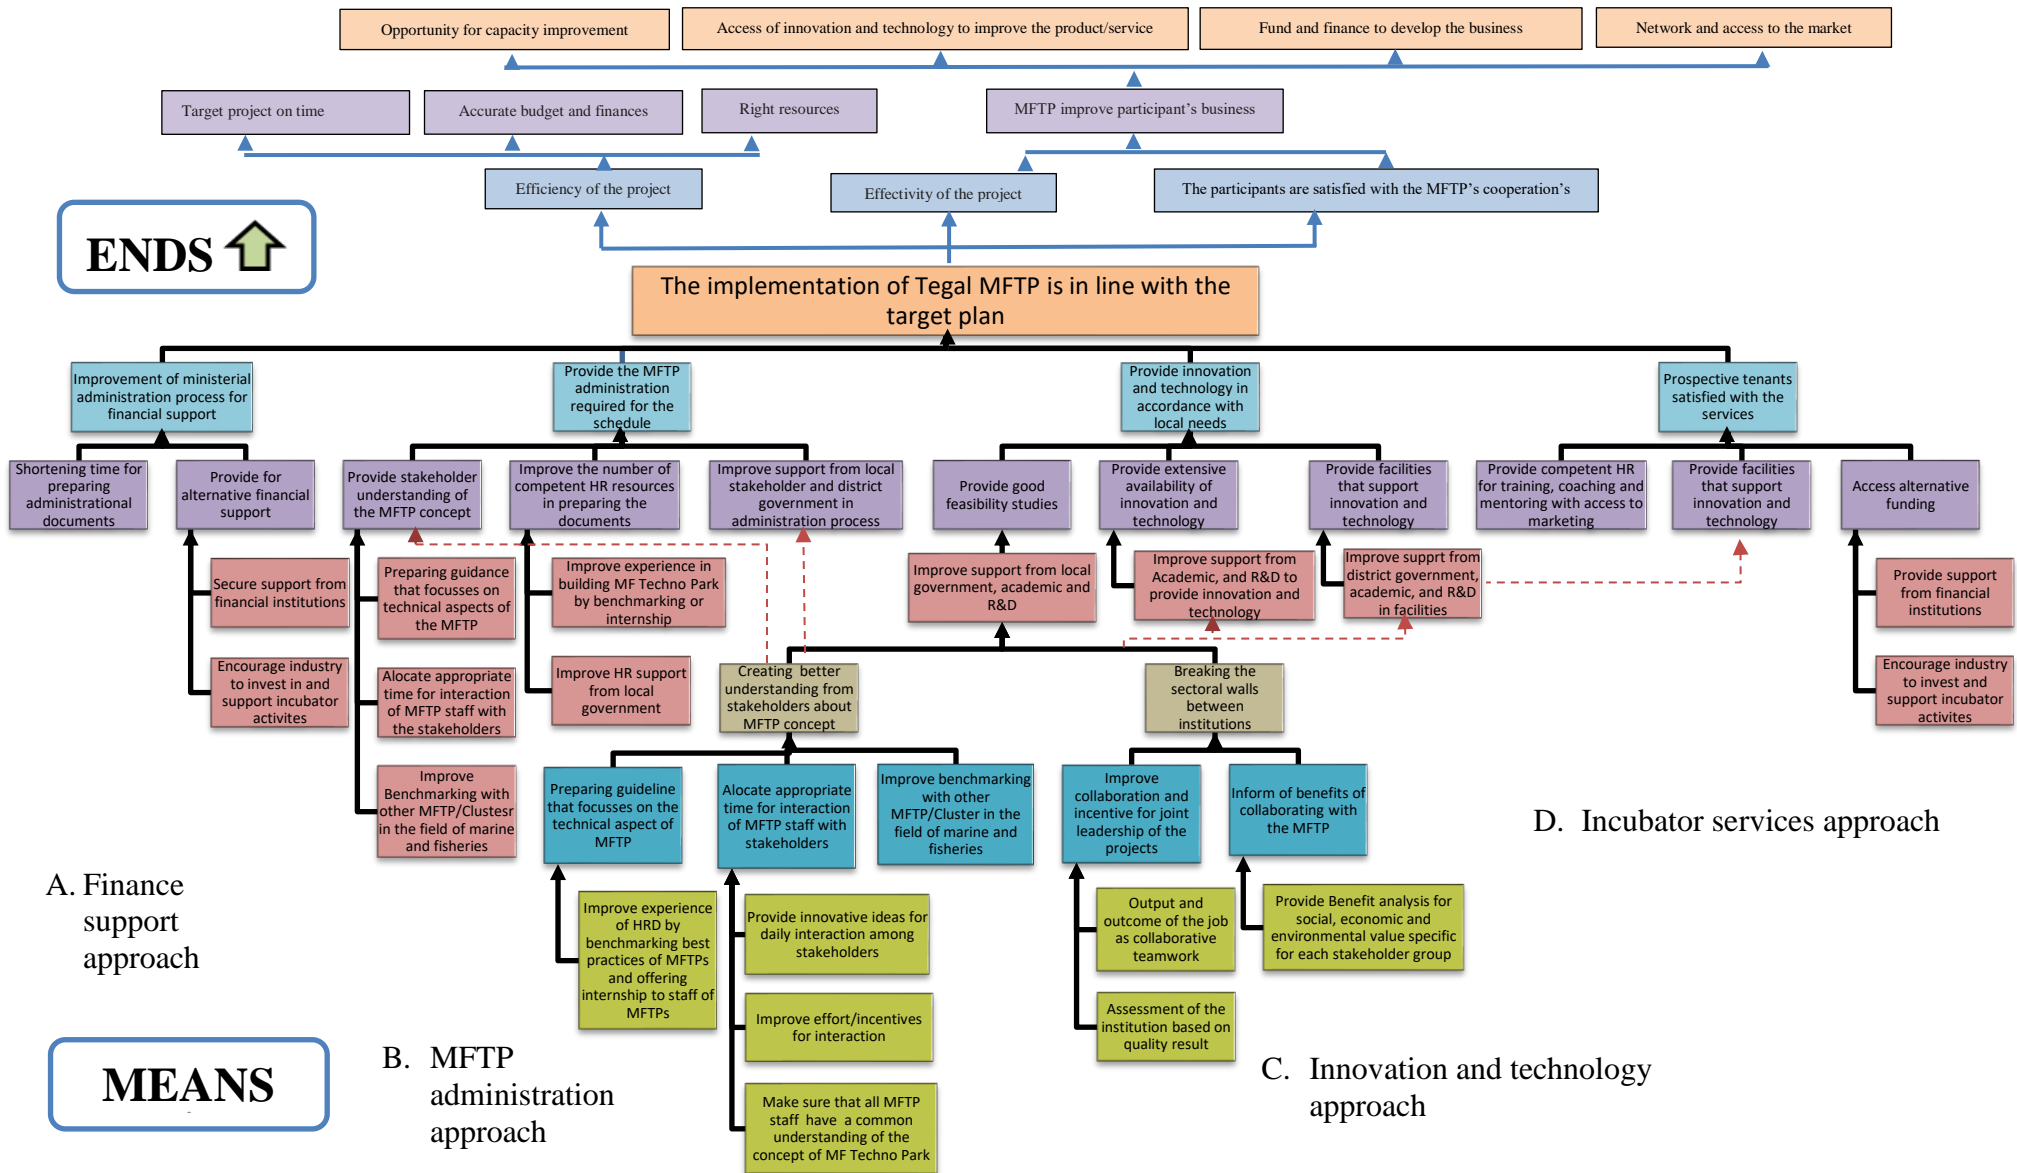 Opportunity for capacity improvement
Access of innovation and technology to improve the product/service
Fund and finance to develop the business
Network and access to the market
Target project on time
Accurate budget and finances
Right resources
MFTP improve participant's business
Efficiency of the project
Effectivity of the project
The participants are satisfied with the MFTP's cooperation's
ENDS
The implementation of Tegal MFTP is in line with the
target plan
Improvement of ministerial
administration process for
financial support
Provide the MFTP
administration
required for the
schedule
Provide innovation
and technology in
accordance with
local needs
Prospective tenants
satisfied with the
services
Shortening time for
preparing
administrational
documents
Provide for
alternative financial
support
Provide stakeholder
understanding of
the MFTP concept
Improve the number of
competent HR resources
in preparing the
documents
Improve support from local
stakeholder and district
government in
administration process
Provide good
feasibility studies
Provide extensive
availability of
innovation and
technology
Provide facilities
that support
innovation and
technology
Provide competent HR
for training, coaching and
mentoring with access to
marketing
Provide facilities
that support
innovation and
technology
Access alternative
funding
Secure support from
financial institutions
Preparing guidance
that focusses on
technical aspects of
the MFTP
Improve experience in
building MF Techno Park
by benchmarking or
internship
Improve support from local
government, academic and
R&D
Improve support from
Academic, and R&D to
provide innovation and
technology
Improve supprt from
district government,
academic, and R&D
in facilities
Provide support
from financial
institutions
Encourage industry
to invest in and
support incubator
activites
Alocate appropriate
time for interaction
of MFTP staff with
the stakeholders
Improve HR support
from local
government
Creating better
understanding from
stakeholders about
MFTP concept
Breaking the
sectoral walls
between
institutions
Encourage industry
to invest and
support incubator
activites
Improve
Benchmarking with
other MFTP/Clustesr
in the field of marine
and fisheries
Preparing guideline
that focusses on the
technical aspect of
MFTP
Alocate appropriate
time for interaction
of MFTP staff with
stakeholders
Improve benchmarking
with other
MFTP/Cluster in the
field of marine and
fisheries
Improve
collaboration and
incentive for joint
leadership of the
projects
Inform of benefits of
collaborating with
the MFTP
D. Incubator services approach
A. Finance
support
approach
Improve experience
of HRD by
benchmarking best
practices of MFTPs
and offering
internship to staff of
MFTPs
Provide innovative ideas for
daily interaction among
stakeholders
Output and
outcome of the job
as collaborative
teamwork
Provide Benefit analysis for
social, economic and
environmental value specific
for each stakeholder group
Improve effort/incentives
for interaction
Assessment of the
institution based on
quality result
MEANS
B. MFTP
administration
approach
Make sure that all MFTP
staff have a common
understanding of the
concept of MF Techno Park
C. Innovation and technology
approach